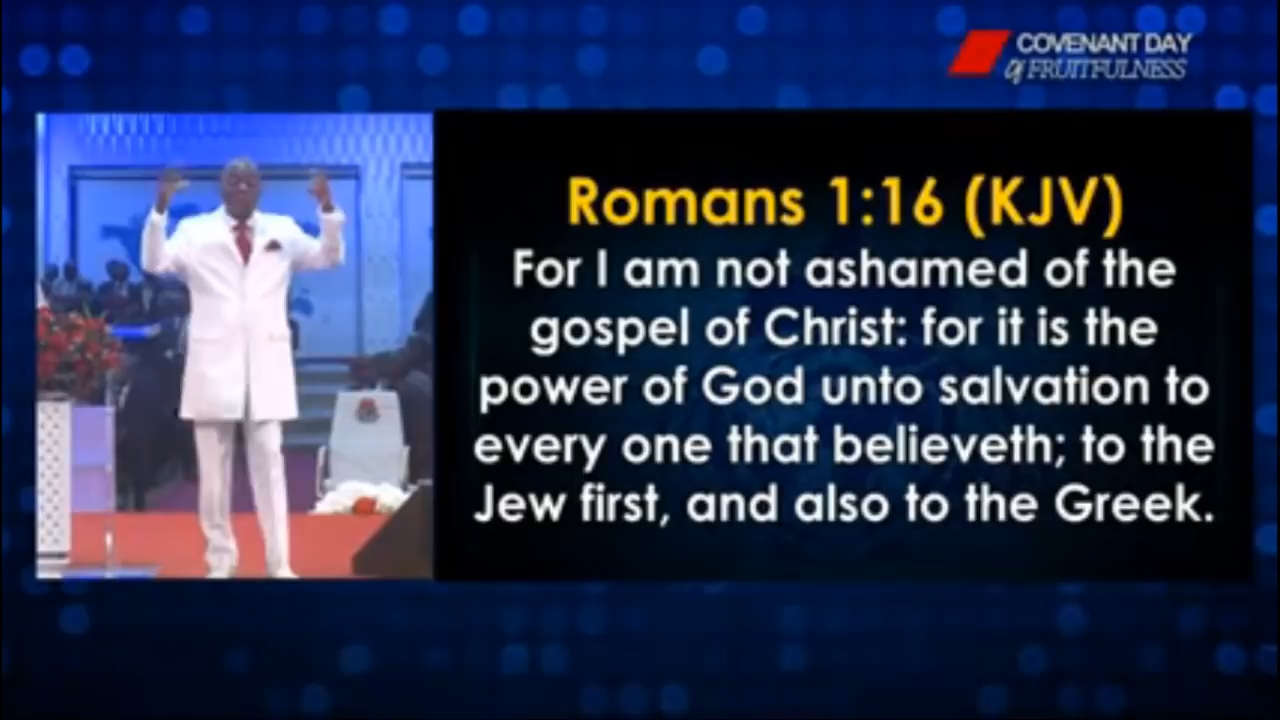 COVENANT DAY
of FRUITFULNESS
Romans 1:16 (KJV)
For I am not ashamed of the
gospel of Christ: for it is the
power of God unto salvation to
every one that believeth; to the
Jew first, and also to the Greek.